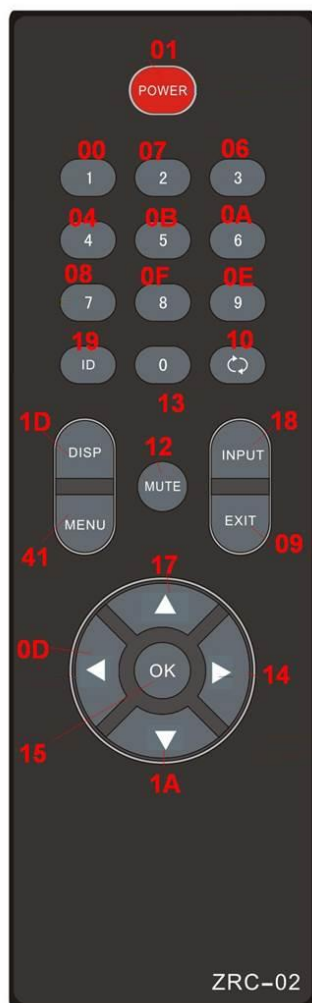 01
POWER
00 07 06
1 2 3
04 0B 0A
4 5 6
08 0F 0E
7 8 9
19 10
ID 0
13
1D 12 18
DISP INPUT
MUTE
MENU EXIT
41 09
17
0D
OK
14
15
1A
ZRC-02